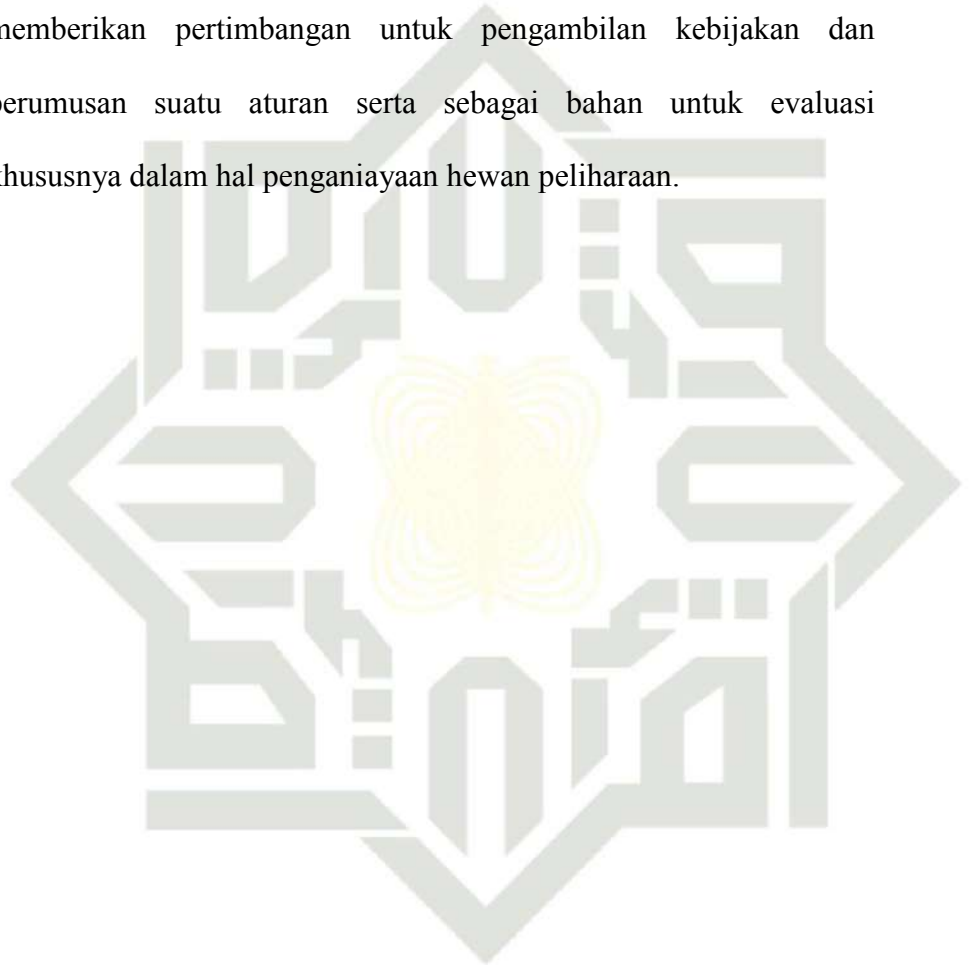 memberikan pertimbangan untuk pengambilan kebijakan dan
perumusan suatu aturan serta sebagai bahan untuk evaluasi
khususnya dalam hal penganiayaan hewan peliharaan.